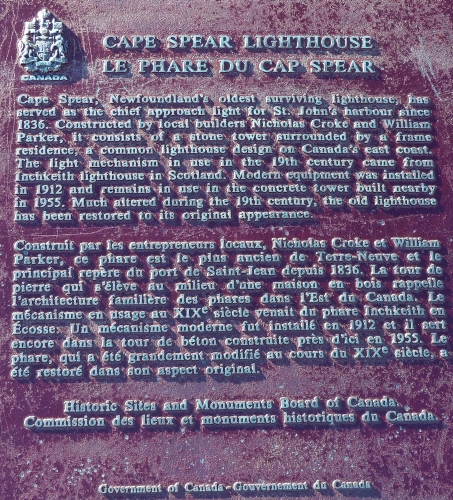 CANADA
CAPE SPEAR LIGHTHOUSE
LE PHARE DU CAP SPEAR
Cape Spear, Newfoundland's oldest surviving lighthouse, has
served as the chief approach light for St. John's harbour since
1836. Constructed by local builders Nicholas Croke and William
Parker, it consists of a stone tower surrounded by a frame
residence, a common lighthouse design on Canada's east coast.
The light mechanism in use in the 19th century came from
Inchkeith lighthouse in Scotland. Modern equipment was installed
in 1912 and remains in use in the concrete tower built nearby
in 1955. Much altered during the 19th century, the old lighthouse
has been restored to its original appearance.
Construit par les entrepreneurs locaux, Nicholas Croke et William
Parker, ce phare est le plus ancien de Terre-Neuve et le
principal repère du port de Saint-Jean depuis 1836. La tour de
pierre qui s'élève au milieu d'une maison en bois rappelle
l'architecture familière des phares dans l'Est du Canada. Le
mécanisme en usage au XIXe siècle venait du phare Inchkeith en
Écosse. Un mécanisme moderne fut installé en 1912 et il sert
encore dans la tour de béton construite près d'ici en 1955. Le
phare, qui a été grandement modifié au cours du XIXe siècle, a
été restoré dans son aspect original.
Historic Sites and Monuments Board of Canada.
Commission des lieux et monuments historiques du Canada.
Government of Canada - Gouvernement du Canada